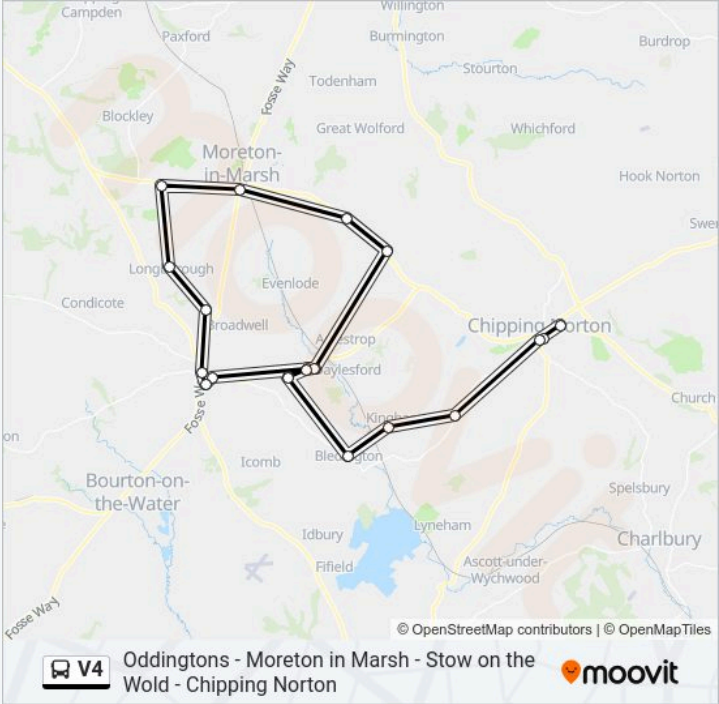 Willington
Campden
Paxford
Burmington
Burdrop
Stourton
Fosse Way
Todenham
Blockley
Great Wolford
Whichford
Moreton-
in-Marsh
Hook Norton
Longborough
Evenlode
Condicote
Broadwell
Chipping Norton
Adlestrop
Daylesford
Fosse Way
Church
Kingham
Bledington
Icomb
Bourton-on-
the-Water
Spelsbury
Idbury
Lyneham
Charlbury
Fifield
Ascott-under-
Wychwood
Fosse Way
© OpenStreetMap contributors | © OpenMapTiles
V4
Oddingtons - Moreton in Marsh - Stow on the
Wold - Chipping Norton
moovit